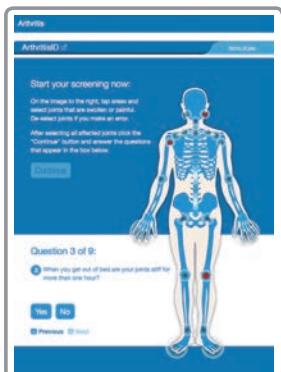 Arthritis
ArthritisID
Start your screening now:
On the image to the right, tap areas and
select joints that are swollen or painful.
De-select joints if you make an error.
After selecting all affected joints click the
"Continue" button and answer the questions
that appear in the box below.
Continue
Question 3 of 9:
3 When you get out of bed are your joints stiff for
more than one hour?
Yes No
Previous Next